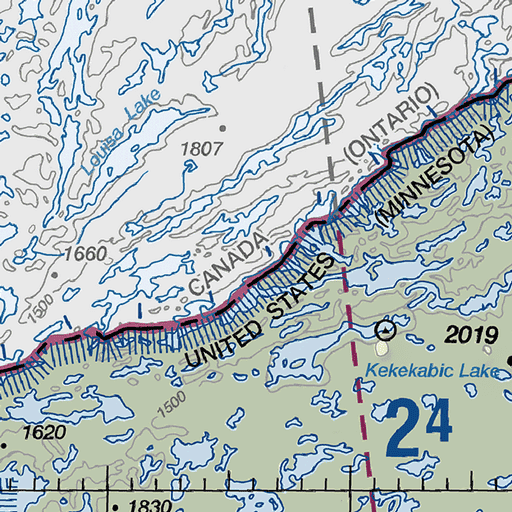 Louisa Lake
1807
(ONTARIO)
(MINNESOTA)
1660
CANADA
1500
UNITED STATES
2019
Kekekabic Lake
1500
24
1620
1830